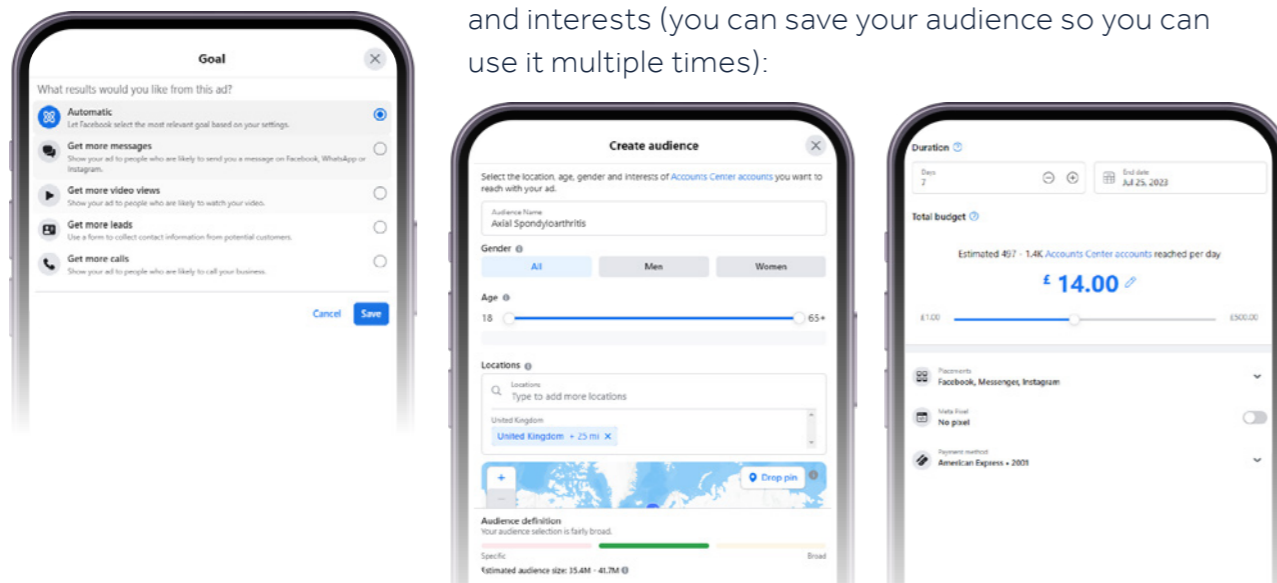 and interests (you can save your audience so you can
use it multiple times):
Goal
What results would you like from this ad?
Automatic
Let Facebook select the most relevant goal based on your settings.
Get more messages
Show your ad to people who are likely to send you a message on Facebook, WhatsApp or
Instagram.
Get more video views
Show your ad to people who are likely to watch your video.
Get more leads
Use a form to collect contact information from potential customers.
Get more calls
Show your ad to people who are likely to call your business.
Cancel Save
Create audience
Select the location, age, gender and interests of Accounts Center accounts you want to
reach with your ad.
Audience Name
Axial Spondyloarthritis
Gender
All Men Women
Age
18 65+
Locations
Locations
Type to add more locations
United Kingdom
United Kingdom + 25 mi
Drop pin
Audience definition
Your audience selection is fairly broad.
Specific Broad
Estimated audience size: 35.4M - 41.7M
Duration
Days
7
End date
Jul 25, 2023
Total budget
Estimated 497 - 1.4K Accounts Center accounts reached per day
£ 14.00
£1.00 £500.00
Placements
Facebook, Messenger, Instagram
Meta Pixel
No pixel
Payment method
American Express • 2001